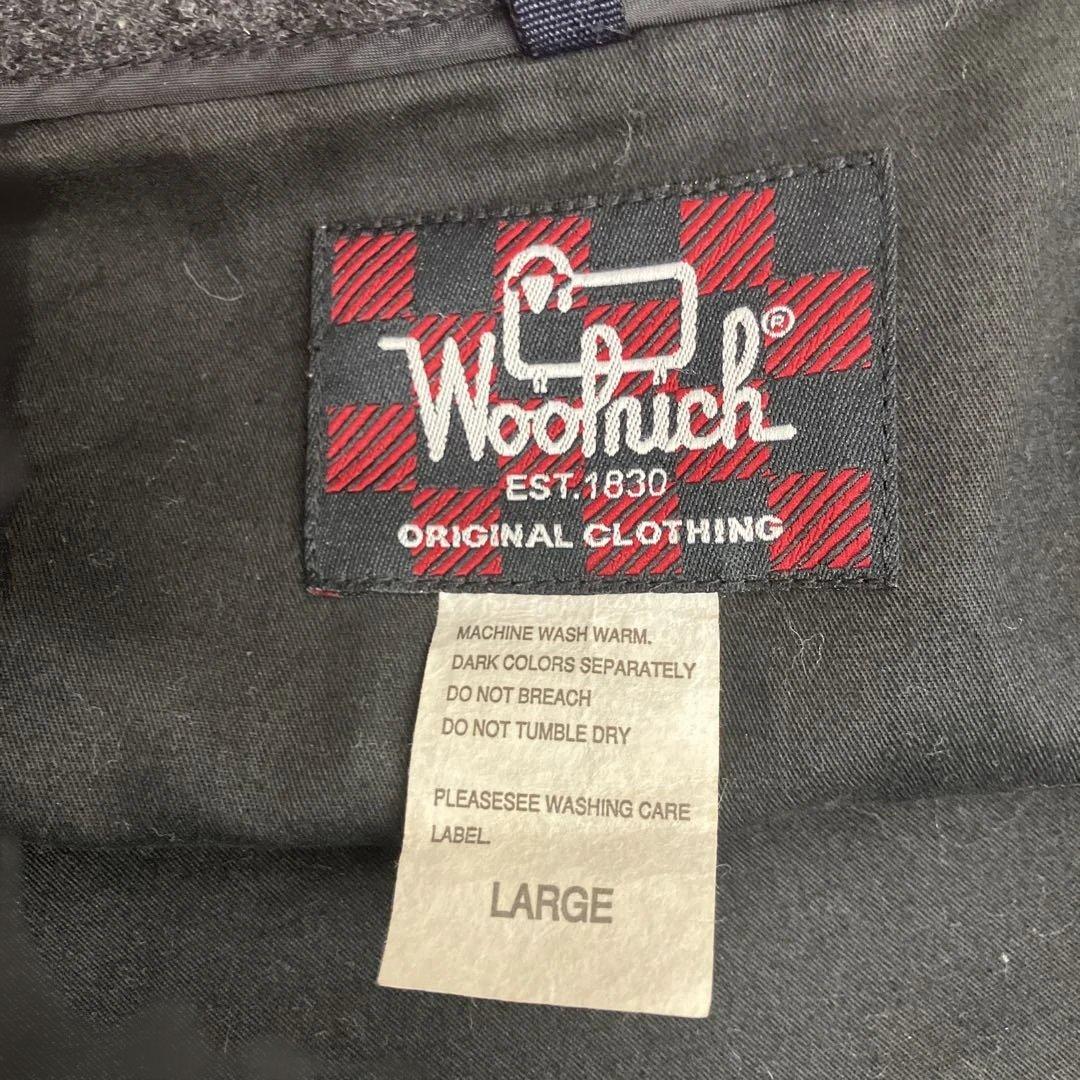 Woolrich®
EST.1830
ORIGINAL CLOTHING
MACHINE WASH WARM.
DARK COLORS SEPARATELY
DO NOT BREACH
DO NOT TUMBLE DRY
PLEASESEE WASHING CARE
LABEL.
LARGE